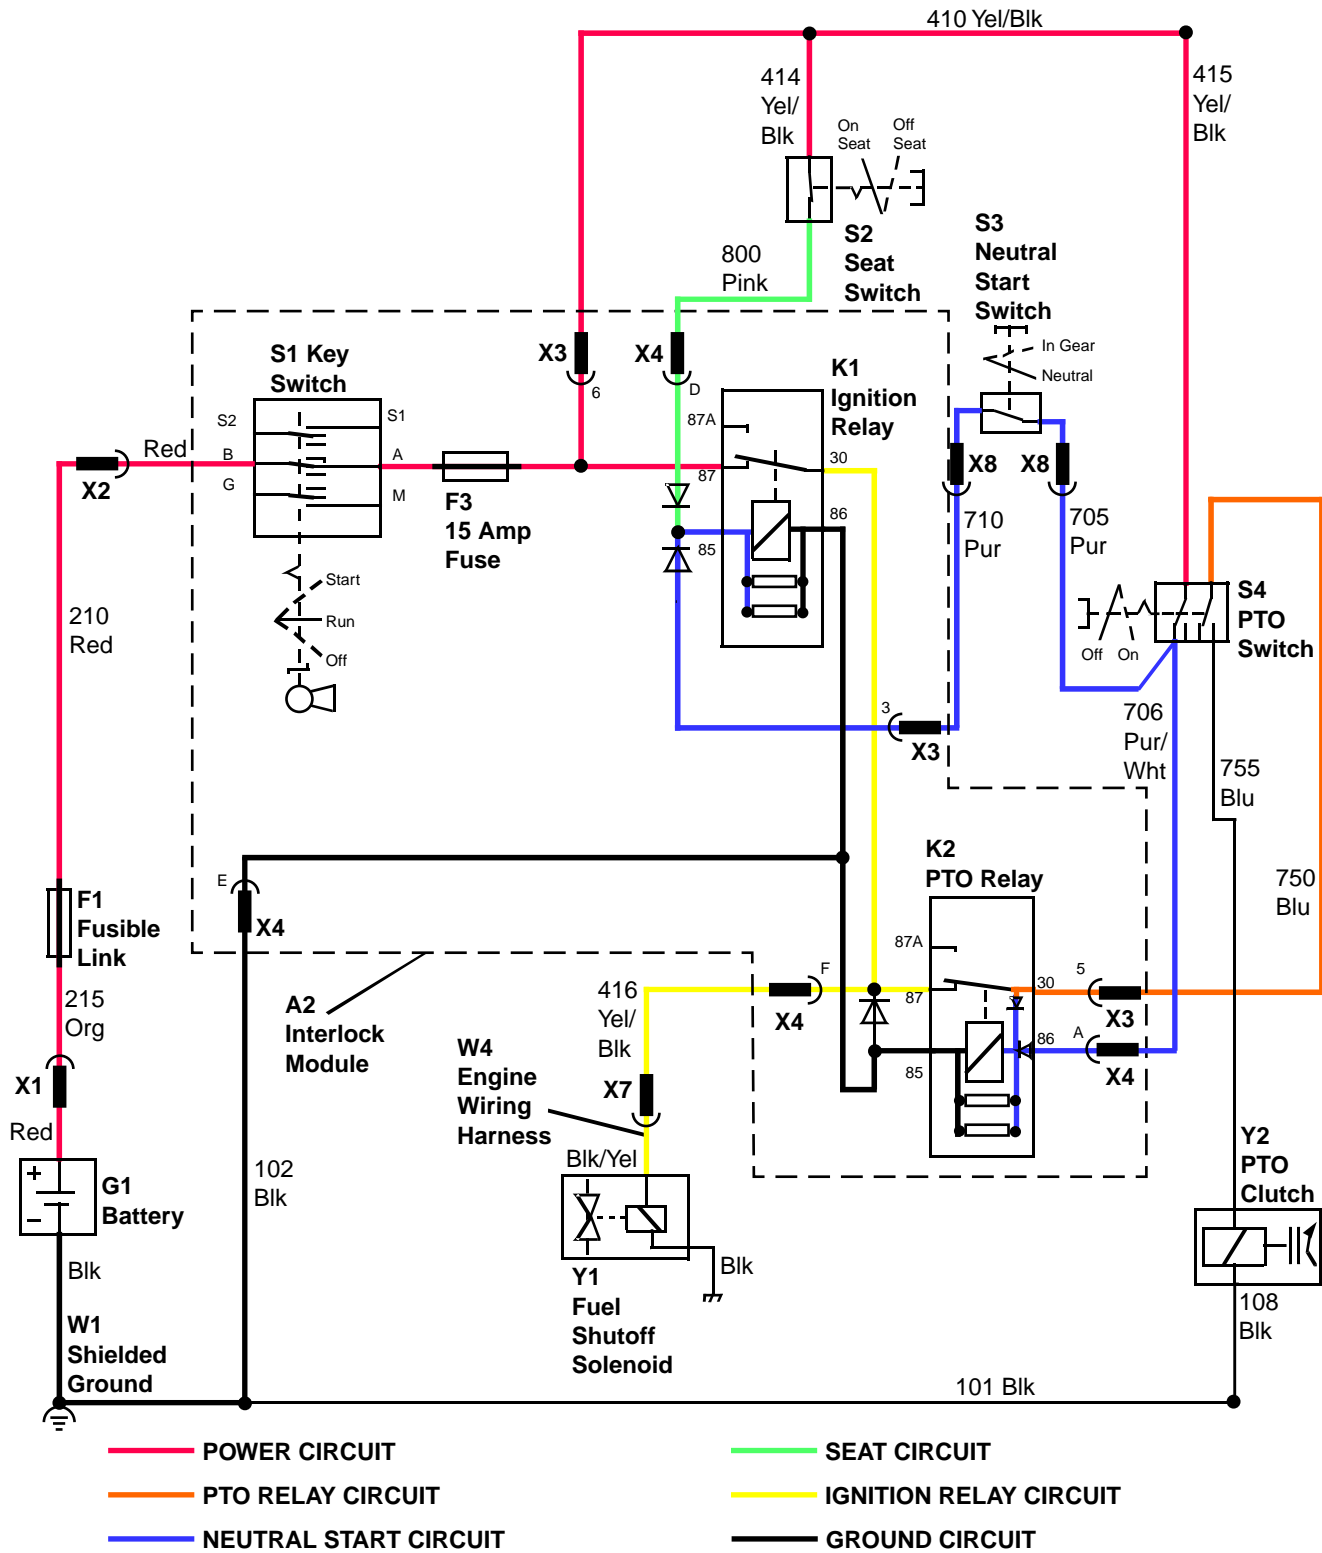 410 Yel/Blk
414
Yel/
Blk
415
Yel/
Blk
On
Seat
Off
Seat
S2
Seat
Switch
S3
Neutral
Start
Switch
800
Pink
In Gear
Neutral
S1 Key
Switch
X3
6
X4
D
K1
Ignition
Relay
87A
87
30
86
85
S2
B
G
S1
A
M
Red
X2
F3
15 Amp
Fuse
X8
X8
710
Pur
705
Pur
Start
Run
Off
210
Red
S4
PTO
Switch
Off
On
3
X3
706
Pur/
Wht
755
Blu
750
Blu
K2
PTO Relay
87A
87
30
86
85
5
X3
A
X4
E
X4
F1
Fusible
Link
215
Org
A2
Interlock
Module
416
Yel/
Blk
F
X4
W4
Engine
Wiring
Harness
X7
X1
Red
Blk/Yel
102
Blk
+
−
G1
Battery
Blk
Y1
Fuel
Shutoff
Solenoid
Blk
Y2
PTO
Clutch
108
Blk
W1
Shielded
Ground
101 Blk
POWER CIRCUIT
SEAT CIRCUIT
PTO RELAY CIRCUIT
IGNITION RELAY CIRCUIT
NEUTRAL START CIRCUIT
GROUND CIRCUIT